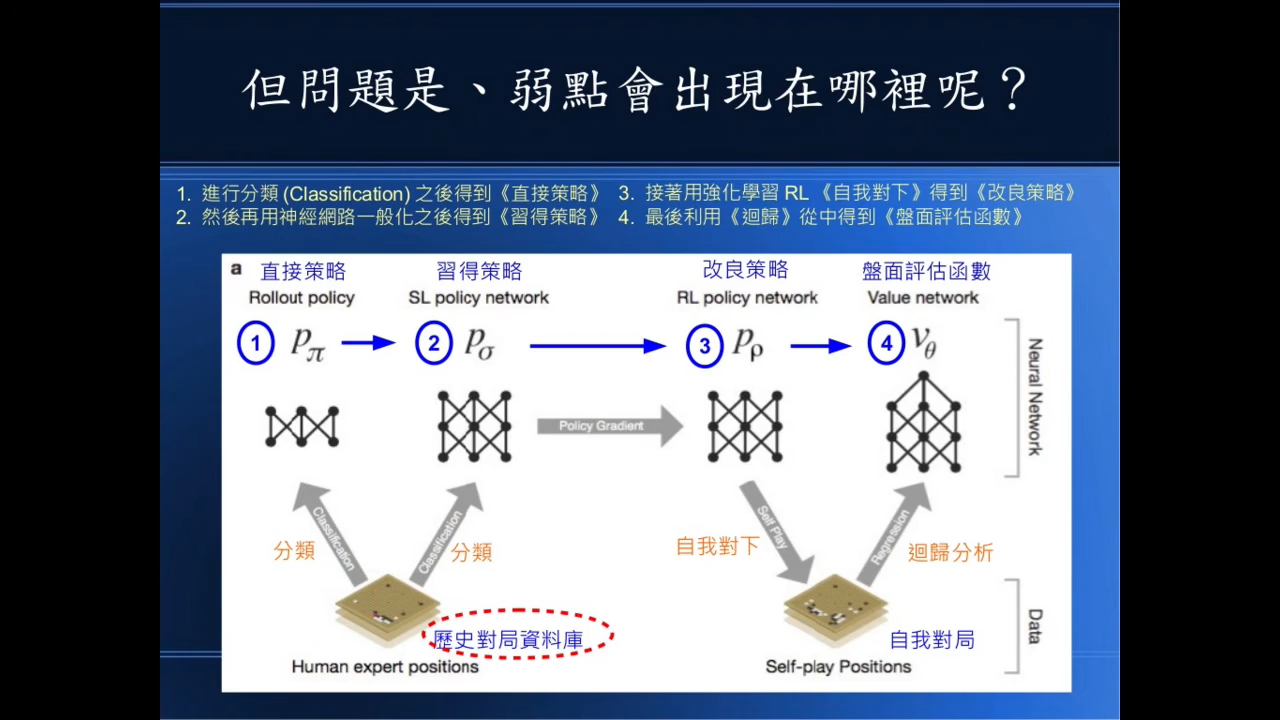 但問題是、弱點會出現在哪裡呢？
1. 進行分類 (Classification) 之後得到《直接策略》
2. 然後再用神經網路一般化之後得到《習得策略》
3. 接著用強化學習 RL 《自我對下》得到《改良策略》
4. 最後利用《迴歸》從中得到《盤面評估函數》
a
直接策略
習得策略
改良策略
盤面評估函數
Rollout policy
SL policy network
RL policy network
Value network
1 pπ
2 pσ
3 pρ
4 vθ
Neural Network
Policy Gradient
Classification
Classification
Self Play
Regression
分類
分類
自我對下
迴歸分析
歷史對局資料庫
自我對局
Data
Human expert positions
Self-play Positions